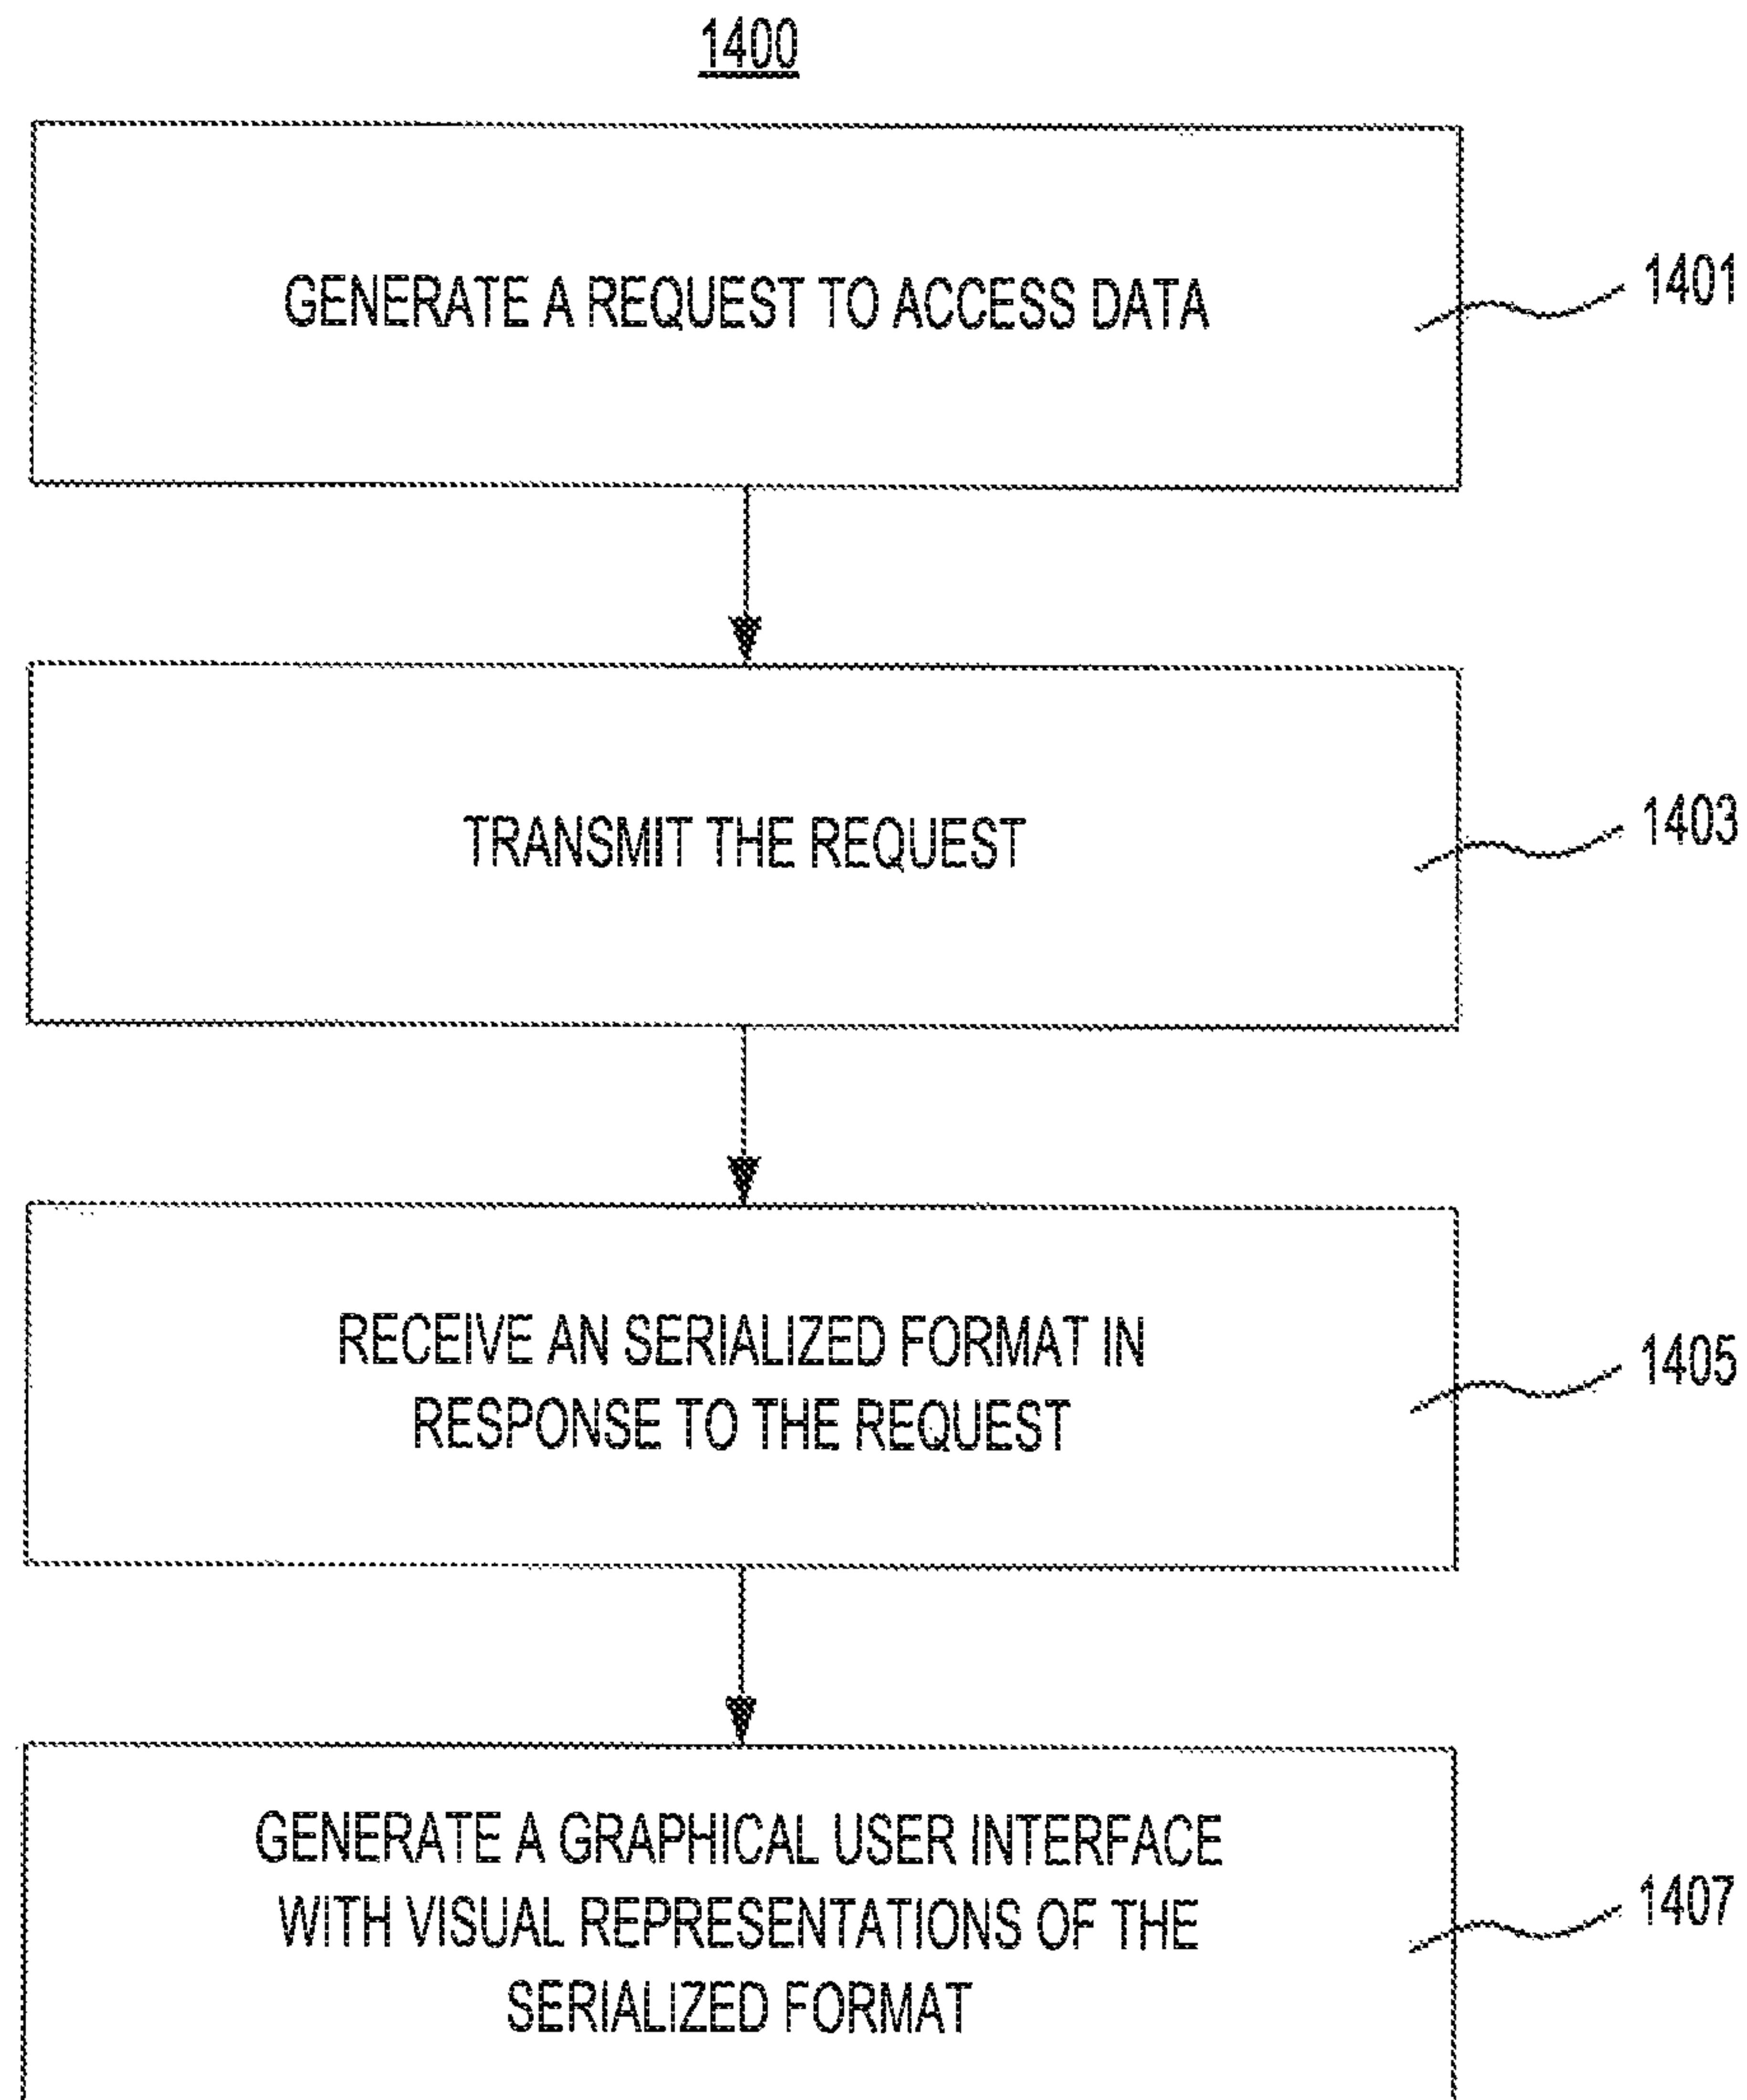 1400
GENERATE A REQUEST TO ACCESS DATA
1401
TRANSMIT THE REQUEST
1403
RECEIVE AN SERIALIZED FORMAT IN
RESPONSE TO THE REQUEST
1405
GENERATE A GRAPHICAL USER INTERFACE
WITH VISUAL REPRESENTATIONS OF THE
SERIALIZED FORMAT
1407